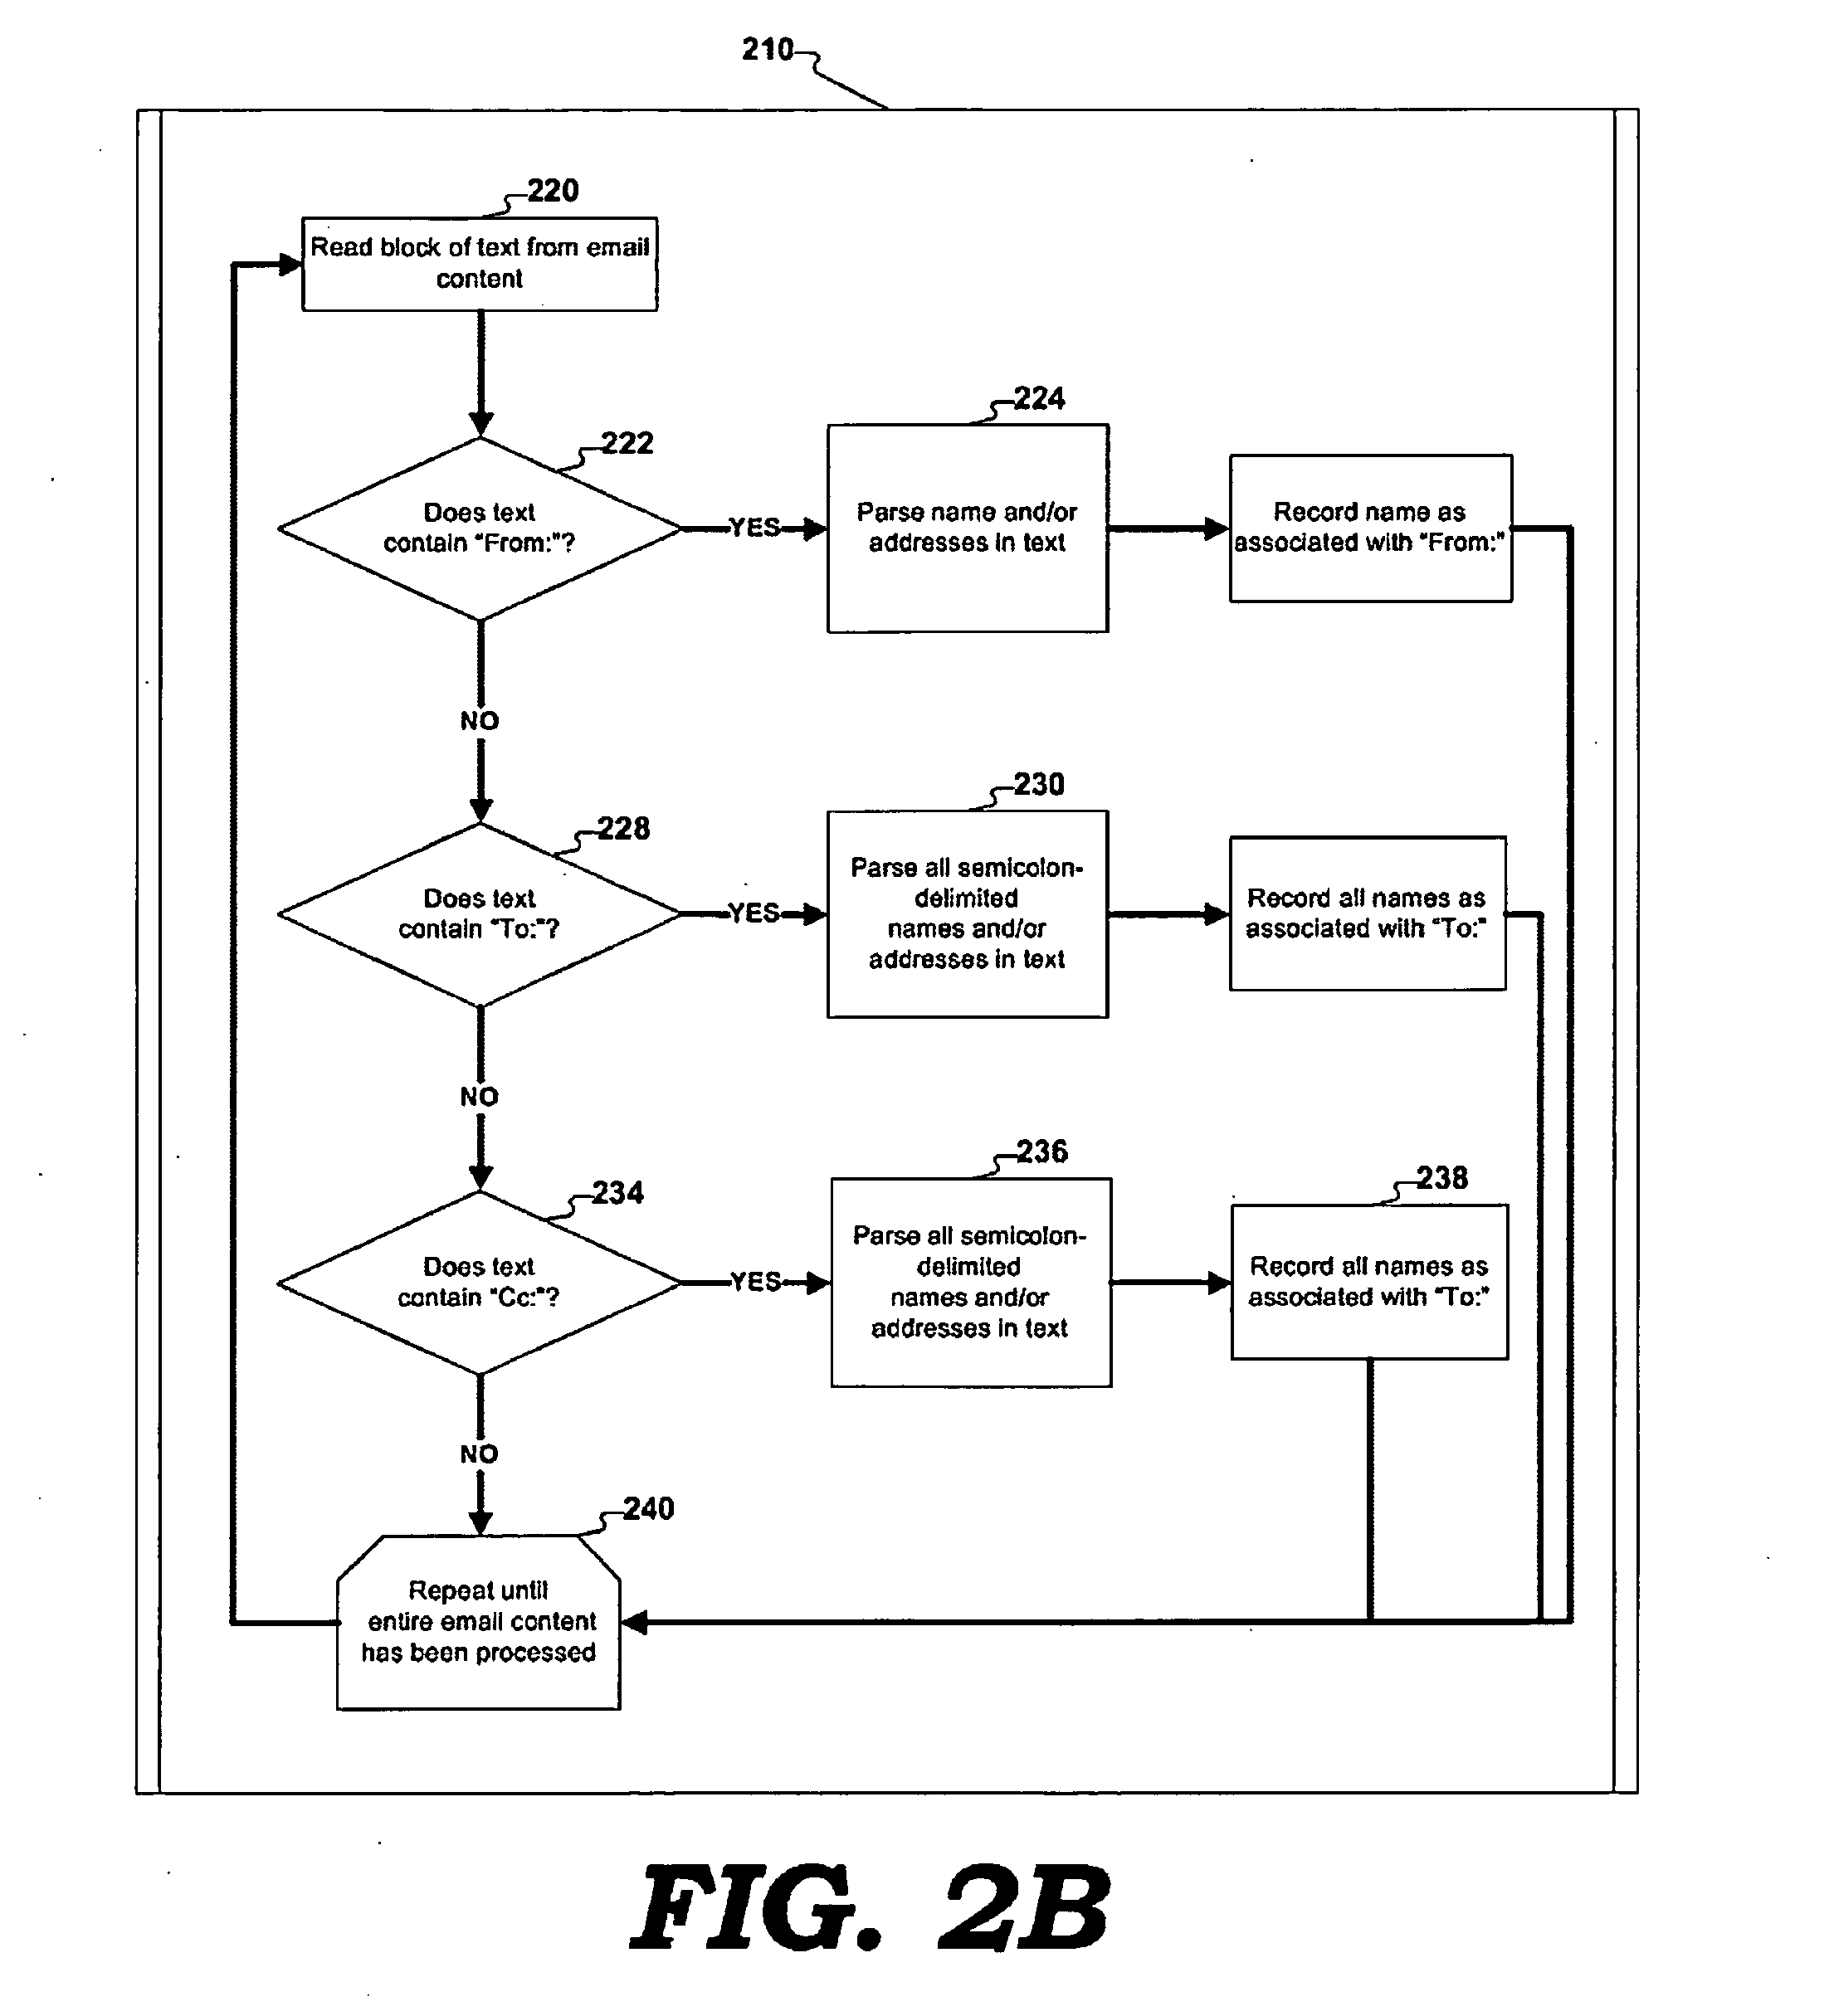 210
220
Read block of text from email
content
222
Does text
contain "From:"?
YES
224
Parse name and/or
addresses in text
Record name as
associated with "From:"
NO
228
Does text
contain "To:"?
YES
230
Parse all semicolon-
delimited
names and/or
addresses in text
Record all names as
associated with "To:"
NO
234
Does text
contain "Cc:"?
YES
236
Parse all semicolon-
delimited
names and/or
addresses in text
238
Record all names as
associated with "To:"
NO
240
Repeat until
entire email content
has been processed
FIG. 2B